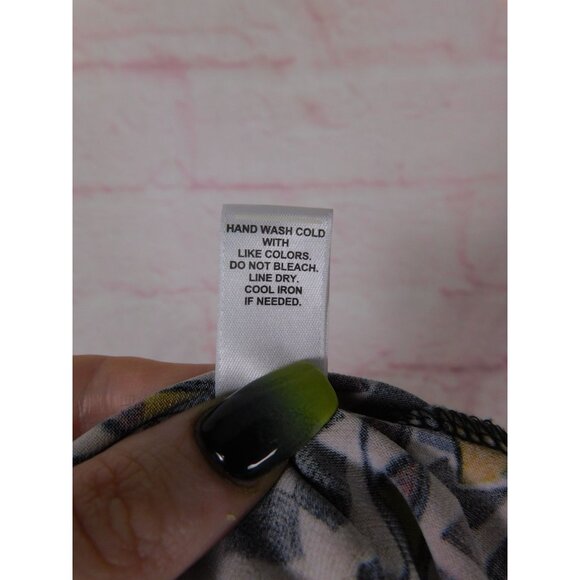 HAND WASH COLD
WITH
LIKE COLORS.
DO NOT BLEACH.
LINE DRY.
COOL IRON
IF NEEDED.